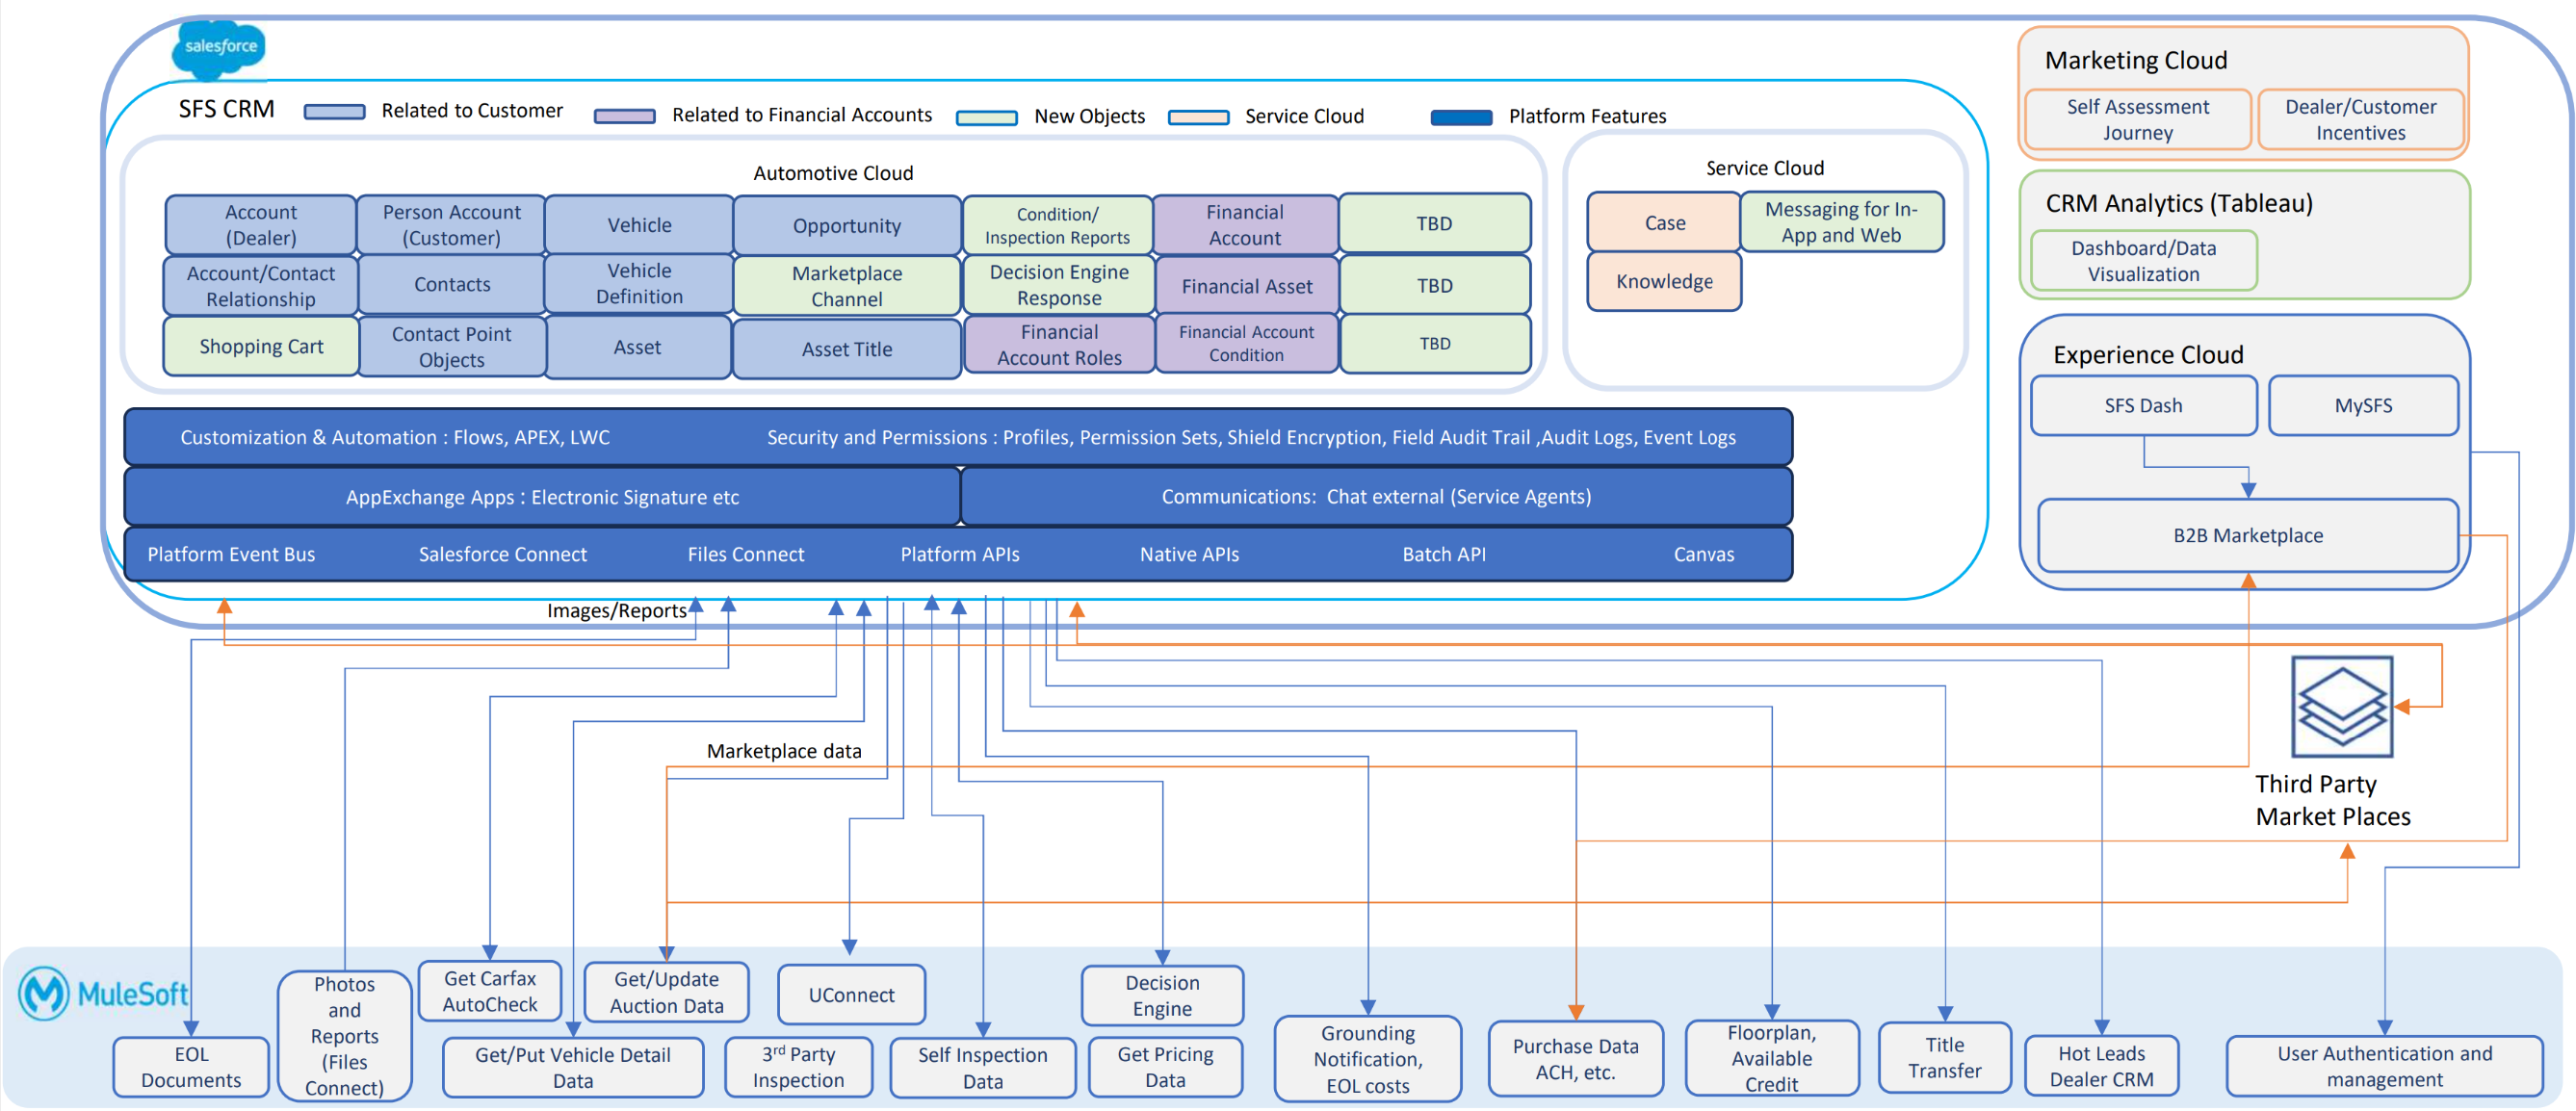 salesforce
SFS CRM
Related to Customer
Related to Financial Accounts
New Objects
Service Cloud
Platform Features
Automotive Cloud
Account
(Dealer)
Person Account
(Customer)
Vehicle
Opportunity
Condition/
Inspection Reports
Financial
Account
TBD
Account/Contact
Relationship
Contacts
Vehicle
Definition
Marketplace
Channel
Decision Engine
Response
Financial Asset
TBD
Shopping Cart
Contact Point
Objects
Asset
Asset Title
Financial
Account Roles
Financial Account
Condition
TBD
Service Cloud
Case
Messaging for In-
App and Web
Knowledge
Customization & Automation : Flows, APEX, LWC
Security and Permissions : Profiles, Permission Sets, Shield Encryption, Field Audit Trail ,Audit Logs, Event Logs
AppExchange Apps : Electronic Signature etc
Communications: Chat external (Service Agents)
Platform Event Bus
Salesforce Connect
Files Connect
Platform APIs
Native APIs
Batch API
Canvas
Marketing Cloud
Self Assessment
Journey
Dealer/Customer
Incentives
CRM Analytics (Tableau)
Dashboard/Data
Visualization
Experience Cloud
SFS Dash
MySFS
B2B Marketplace
Images/Reports
Marketplace data
Third Party
Market Places
MuleSoft
EOL
Documents
Photos
and
Reports
(Files
Connect)
Get Carfax
AutoCheck
Get/Put Vehicle Detail
Data
Get/Update
Auction Data
UConnect
3rd Party
Inspection
Self Inspection
Data
Decision
Engine
Get Pricing
Data
Grounding
Notification,
EOL costs
Purchase Data
ACH, etc.
Floorplan,
Available
Credit
Title
Transfer
Hot Leads
Dealer CRM
User Authentication and
management